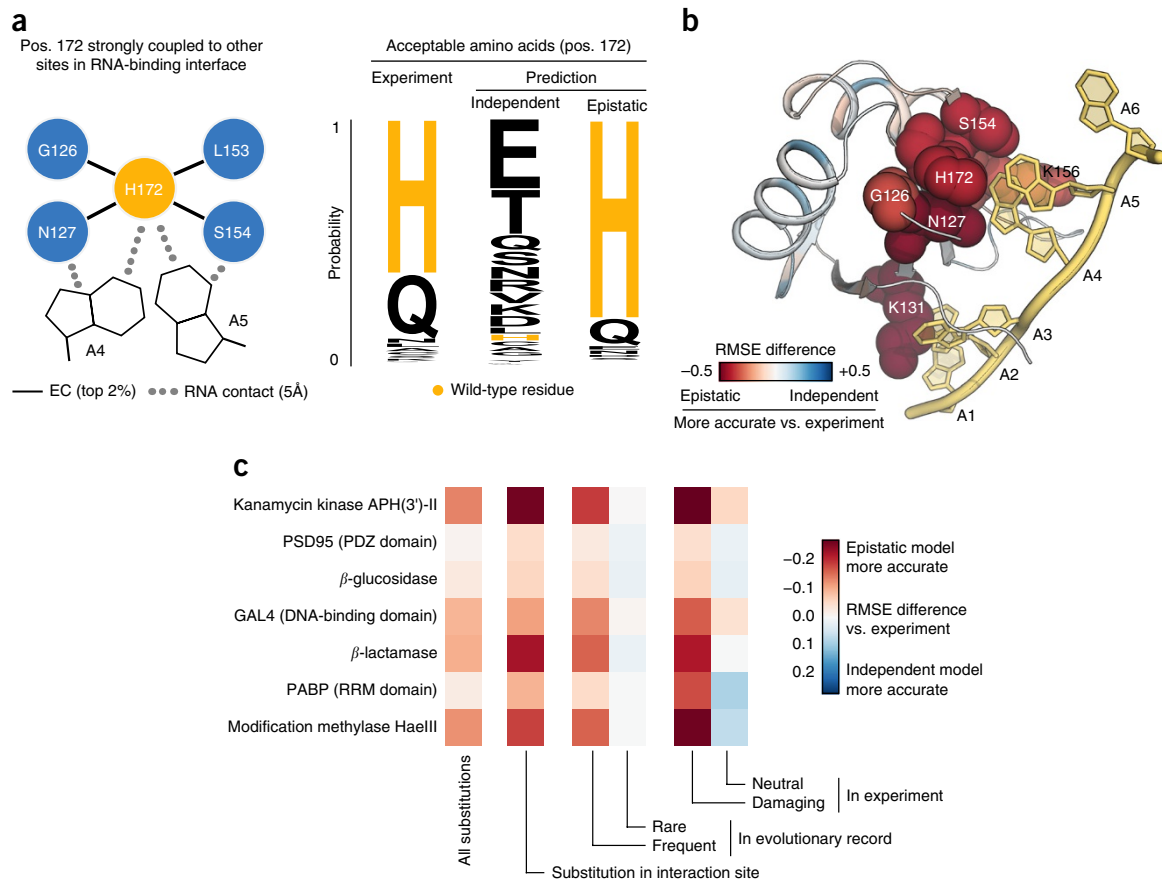 a
Pos. 172 strongly coupled to other
sites in RNA-binding interface
G126
L153
H172
N127
S154
A4
A5
EC (top 2%)
RNA contact (5Å)
Acceptable amino acids (pos. 172)
Experiment
Prediction
Independent
Epistatic
1
Probability
0
H
Q
E
T
Q
S
N
R
V
K
D
H
Q
Wild-type residue
b
A6
S154
K156
H172
A5
G126
N127
A4
K131
A3
A2
A1
RMSE difference
−0.5
+0.5
Epistatic
Independent
More accurate vs. experiment
c
Kanamycin kinase APH(3')-II
PSD95 (PDZ domain)
β-glucosidase
GAL4 (DNA-binding domain)
β-lactamase
PABP (RRM domain)
Modification methylase HaeIII
−0.2
−0.1
0.0
0.1
0.2
Epistatic model
more accurate
RMSE difference
vs. experiment
Independent model
more accurate
All substitutions
Neutral
Damaging
In experiment
Rare
Frequent
In evolutionary record
Substitution in interaction site